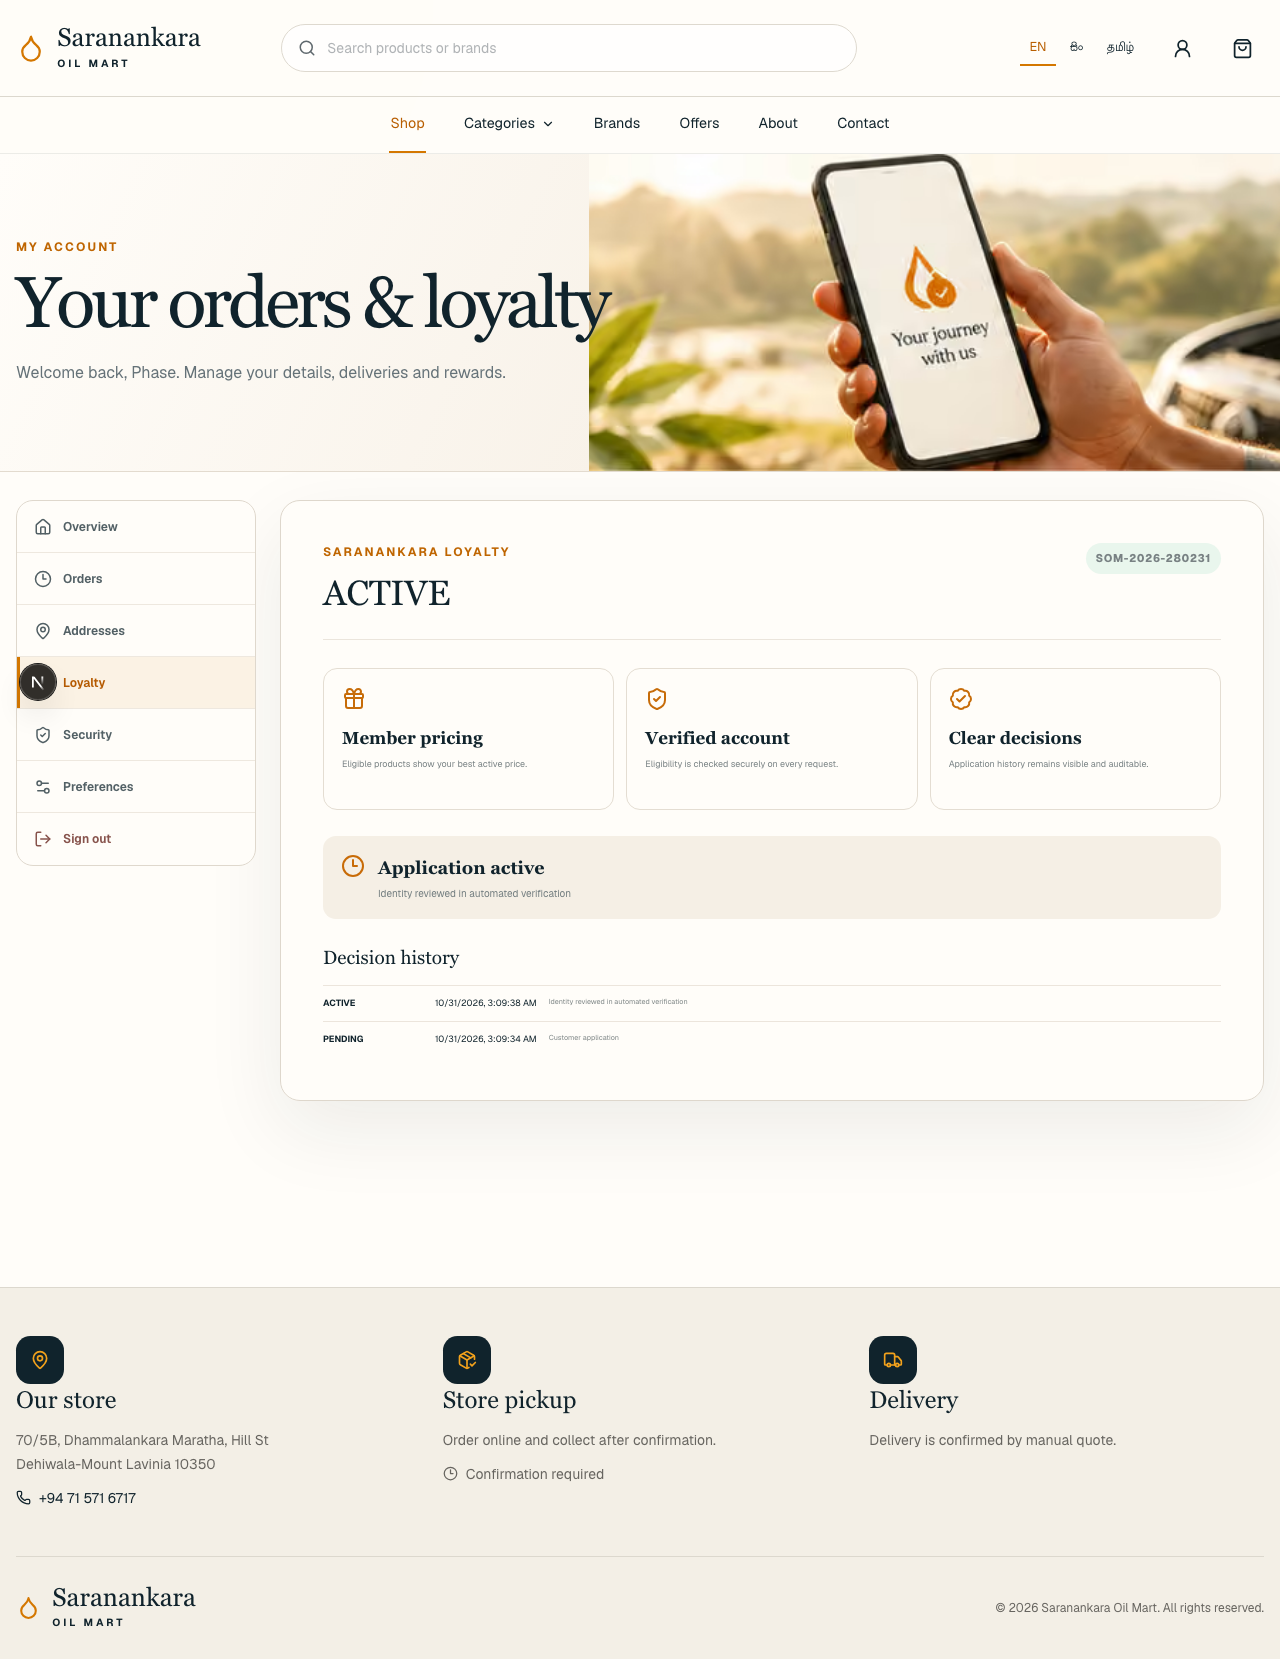 Saranankara
OIL MART
Search products or brands
EN සිං தமிழ்
Shop Categories Brands Offers About Contact
MY ACCOUNT
Your orders & loyalty
Welcome back, Phase. Manage your details, deliveries and rewards.
Your journey
with us
Overview
Orders
Addresses
N Loyalty
Security
Preferences
Sign out
SARANANKARA LOYALTY
SOM-2026-280231
ACTIVE
Member pricing
Eligible products show your best active price.
Verified account
Eligibility is checked securely on every request.
Clear decisions
Application history remains visible and auditable.
Application active
Identity reviewed in automated verification
Decision history
ACTIVE 10/31/2026, 3:09:38 AM Identity reviewed in automated verification
PENDING 10/31/2026, 3:09:34 AM Customer application
Our store
70/5B, Dhammalankara Maratha, Hill St
Dehiwala-Mount Lavinia 10350
+94 71 571 6717
Store pickup
Order online and collect after confirmation.
Confirmation required
Delivery
Delivery is confirmed by manual quote.
Saranankara
OIL MART
© 2026 Saranankara Oil Mart. All rights reserved.